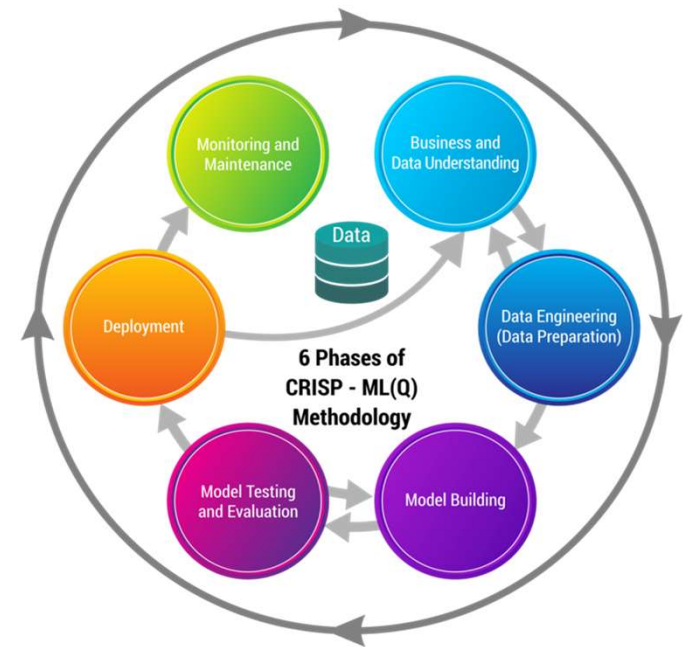 Monitoring and
Maintenance
Business and
Data Understanding
Data
Deployment
Data Engineering
(Data Preparation)
6 Phases of
CRISP - ML(Q)
Methodology
Model Testing
and Evaluation
Model Building